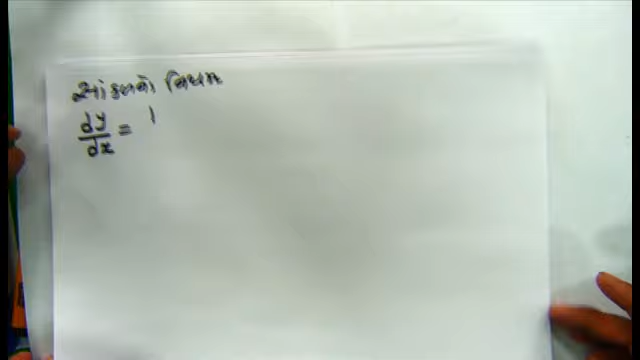 સાંકળનો નિયમ
dy/dx = 1